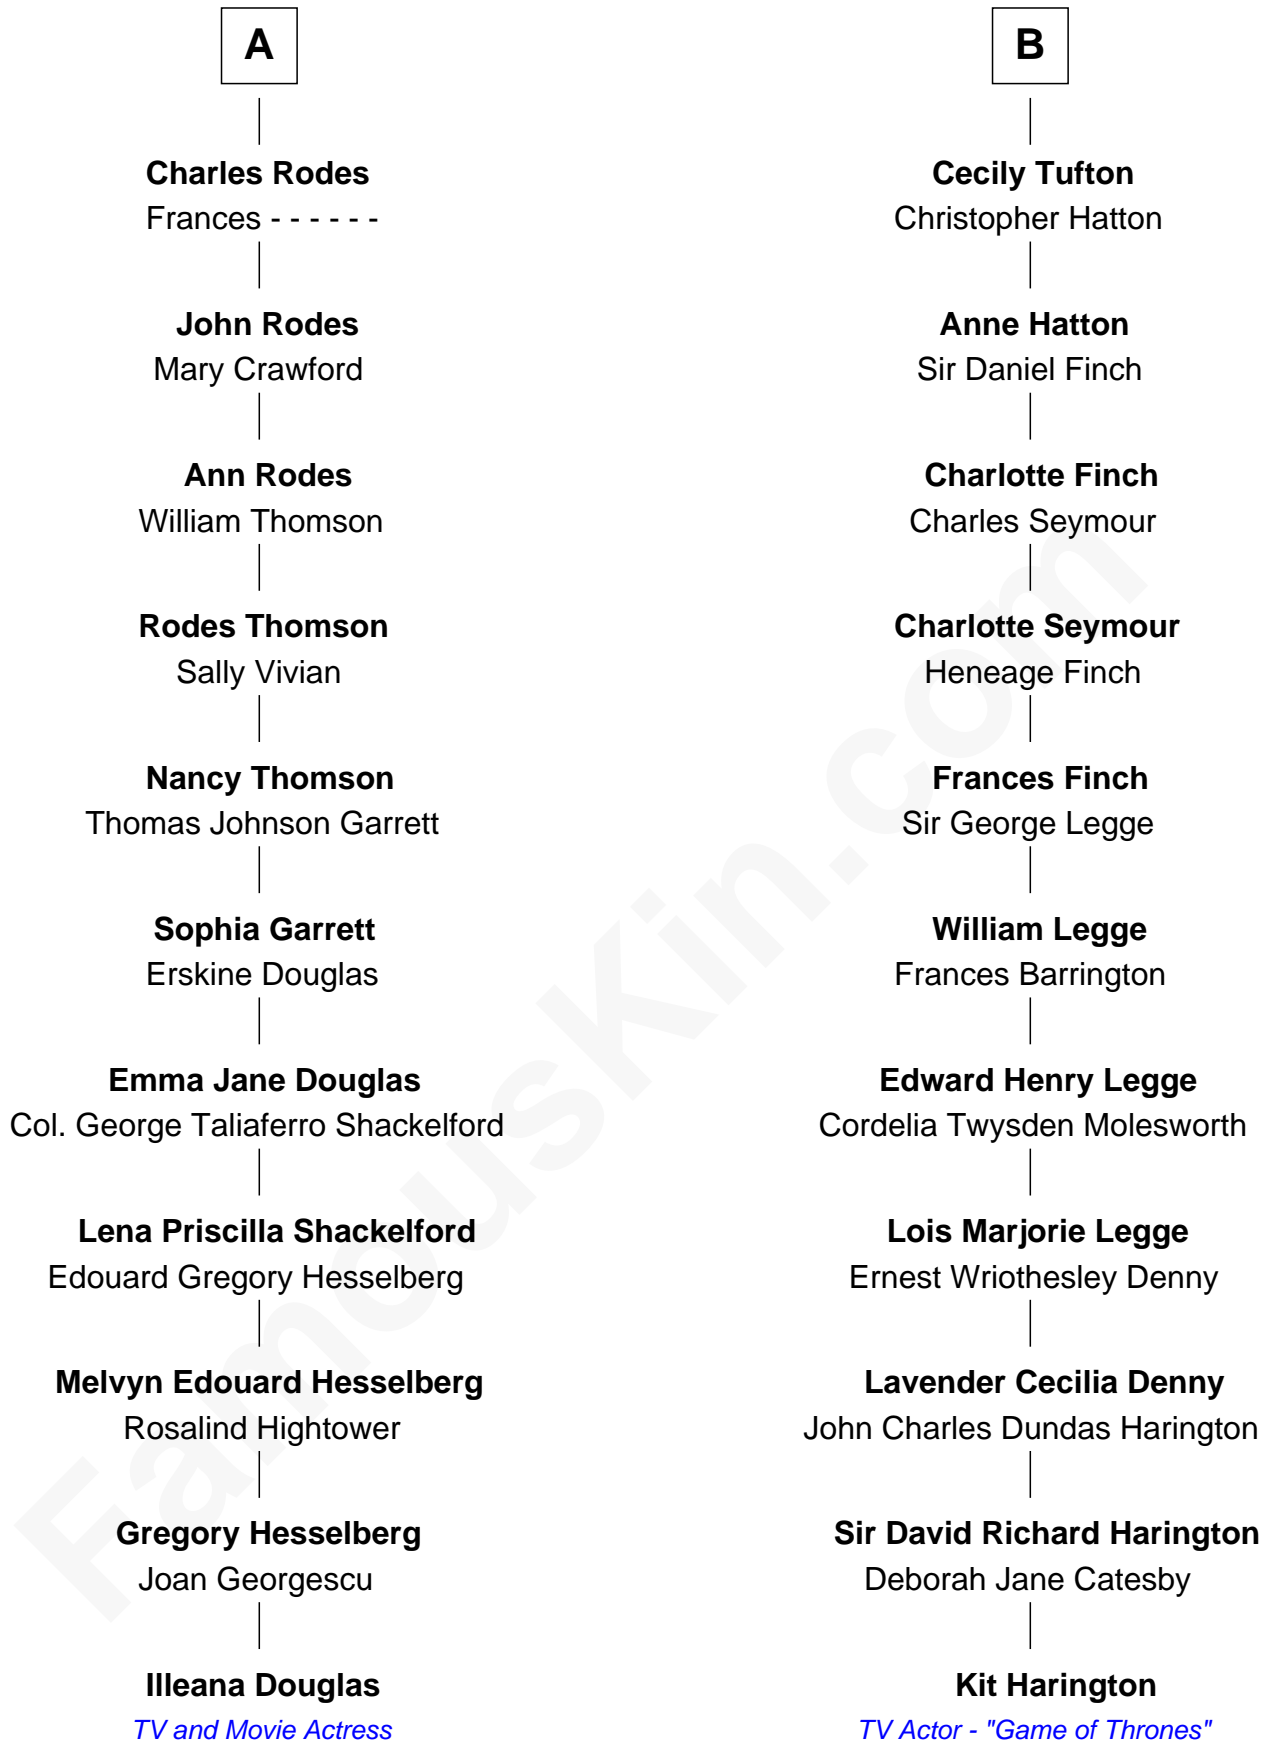 A
Charles Rodes
Frances - - - - - -
John Rodes
Mary Crawford
Ann Rodes
William Thomson
Rodes Thomson
Sally Vivian
Nancy Thomson
Thomas Johnson Garrett
Sophia Garrett
Erskine Douglas
Emma Jane Douglas
Col. George Taliaferro Shackelford
Lena Priscilla Shackelford
Edouard Gregory Hesselberg
Melvyn Edouard Hesselberg
Rosalind Hightower
Gregory Hesselberg
Joan Georgescu
Illeana Douglas
TV and Movie Actress
B
Cecily Tufton
Christopher Hatton
Anne Hatton
Sir Daniel Finch
Charlotte Finch
Charles Seymour
Charlotte Seymour
Heneage Finch
Frances Finch
Sir George Legge
William Legge
Frances Barrington
Edward Henry Legge
Cordelia Twysden Molesworth
Lois Marjorie Legge
Ernest Wriothesley Denny
Lavender Cecilia Denny
John Charles Dundas Harington
Sir David Richard Harington
Deborah Jane Catesby
Kit Harington
TV Actor - "Game of Thrones"
FamousKin.com